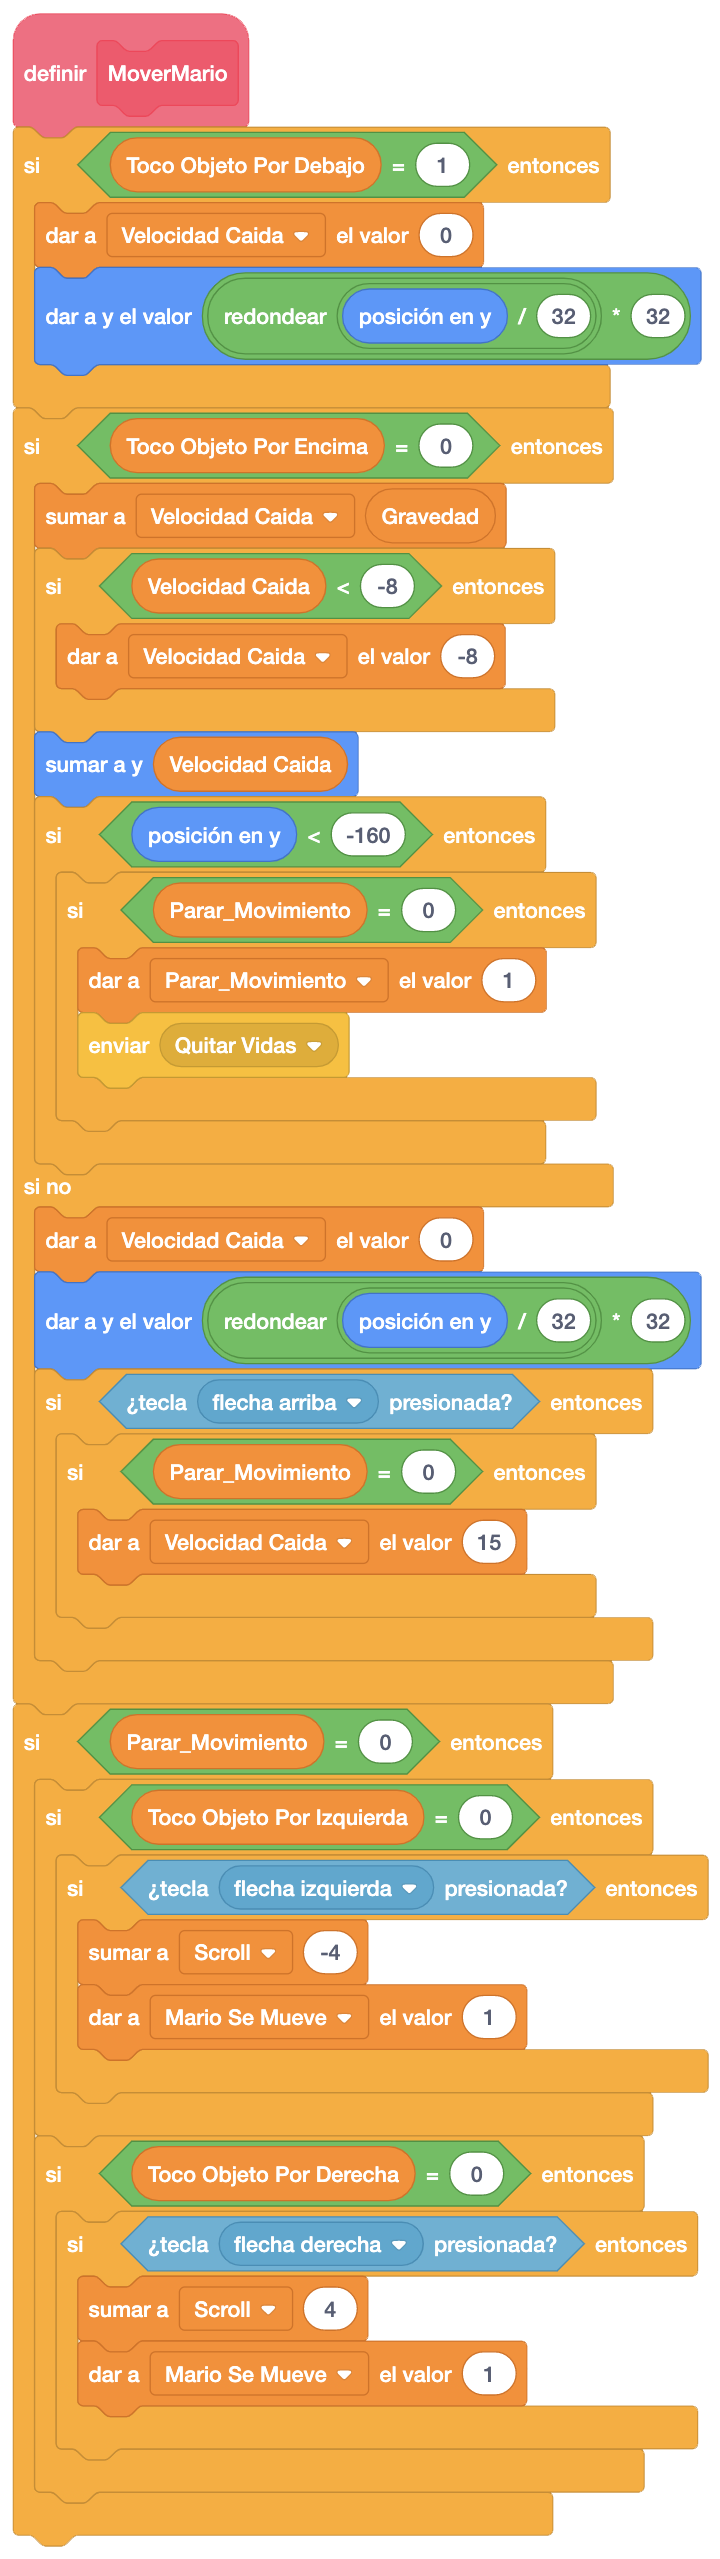 definir MoverMario
si Toco Objeto Por Debajo = 1 entonces
dar a Velocidad Caida el valor 0
dar a y el valor redondear posición en y / 32 * 32
si Toco Objeto Por Encima = 0 entonces
sumar a Velocidad Caida Gravedad
si Velocidad Caida < -8 entonces
dar a Velocidad Caida el valor -8
sumar a y Velocidad Caida
si posición en y < -160 entonces
si Parar_Movimiento = 0 entonces
dar a Parar_Movimiento el valor 1
enviar Quitar Vidas
si no
dar a Velocidad Caida el valor 0
dar a y el valor redondear posición en y / 32 * 32
si ¿tecla flecha arriba presionada? entonces
si Parar_Movimiento = 0 entonces
dar a Velocidad Caida el valor 15
si Parar_Movimiento = 0 entonces
si Toco Objeto Por Izquierda = 0 entonces
si ¿tecla flecha izquierda presionada? entonces
sumar a Scroll -4
dar a Mario Se Mueve el valor 1
si Toco Objeto Por Derecha = 0 entonces
si ¿tecla flecha derecha presionada? entonces
sumar a Scroll 4
dar a Mario Se Mueve el valor 1